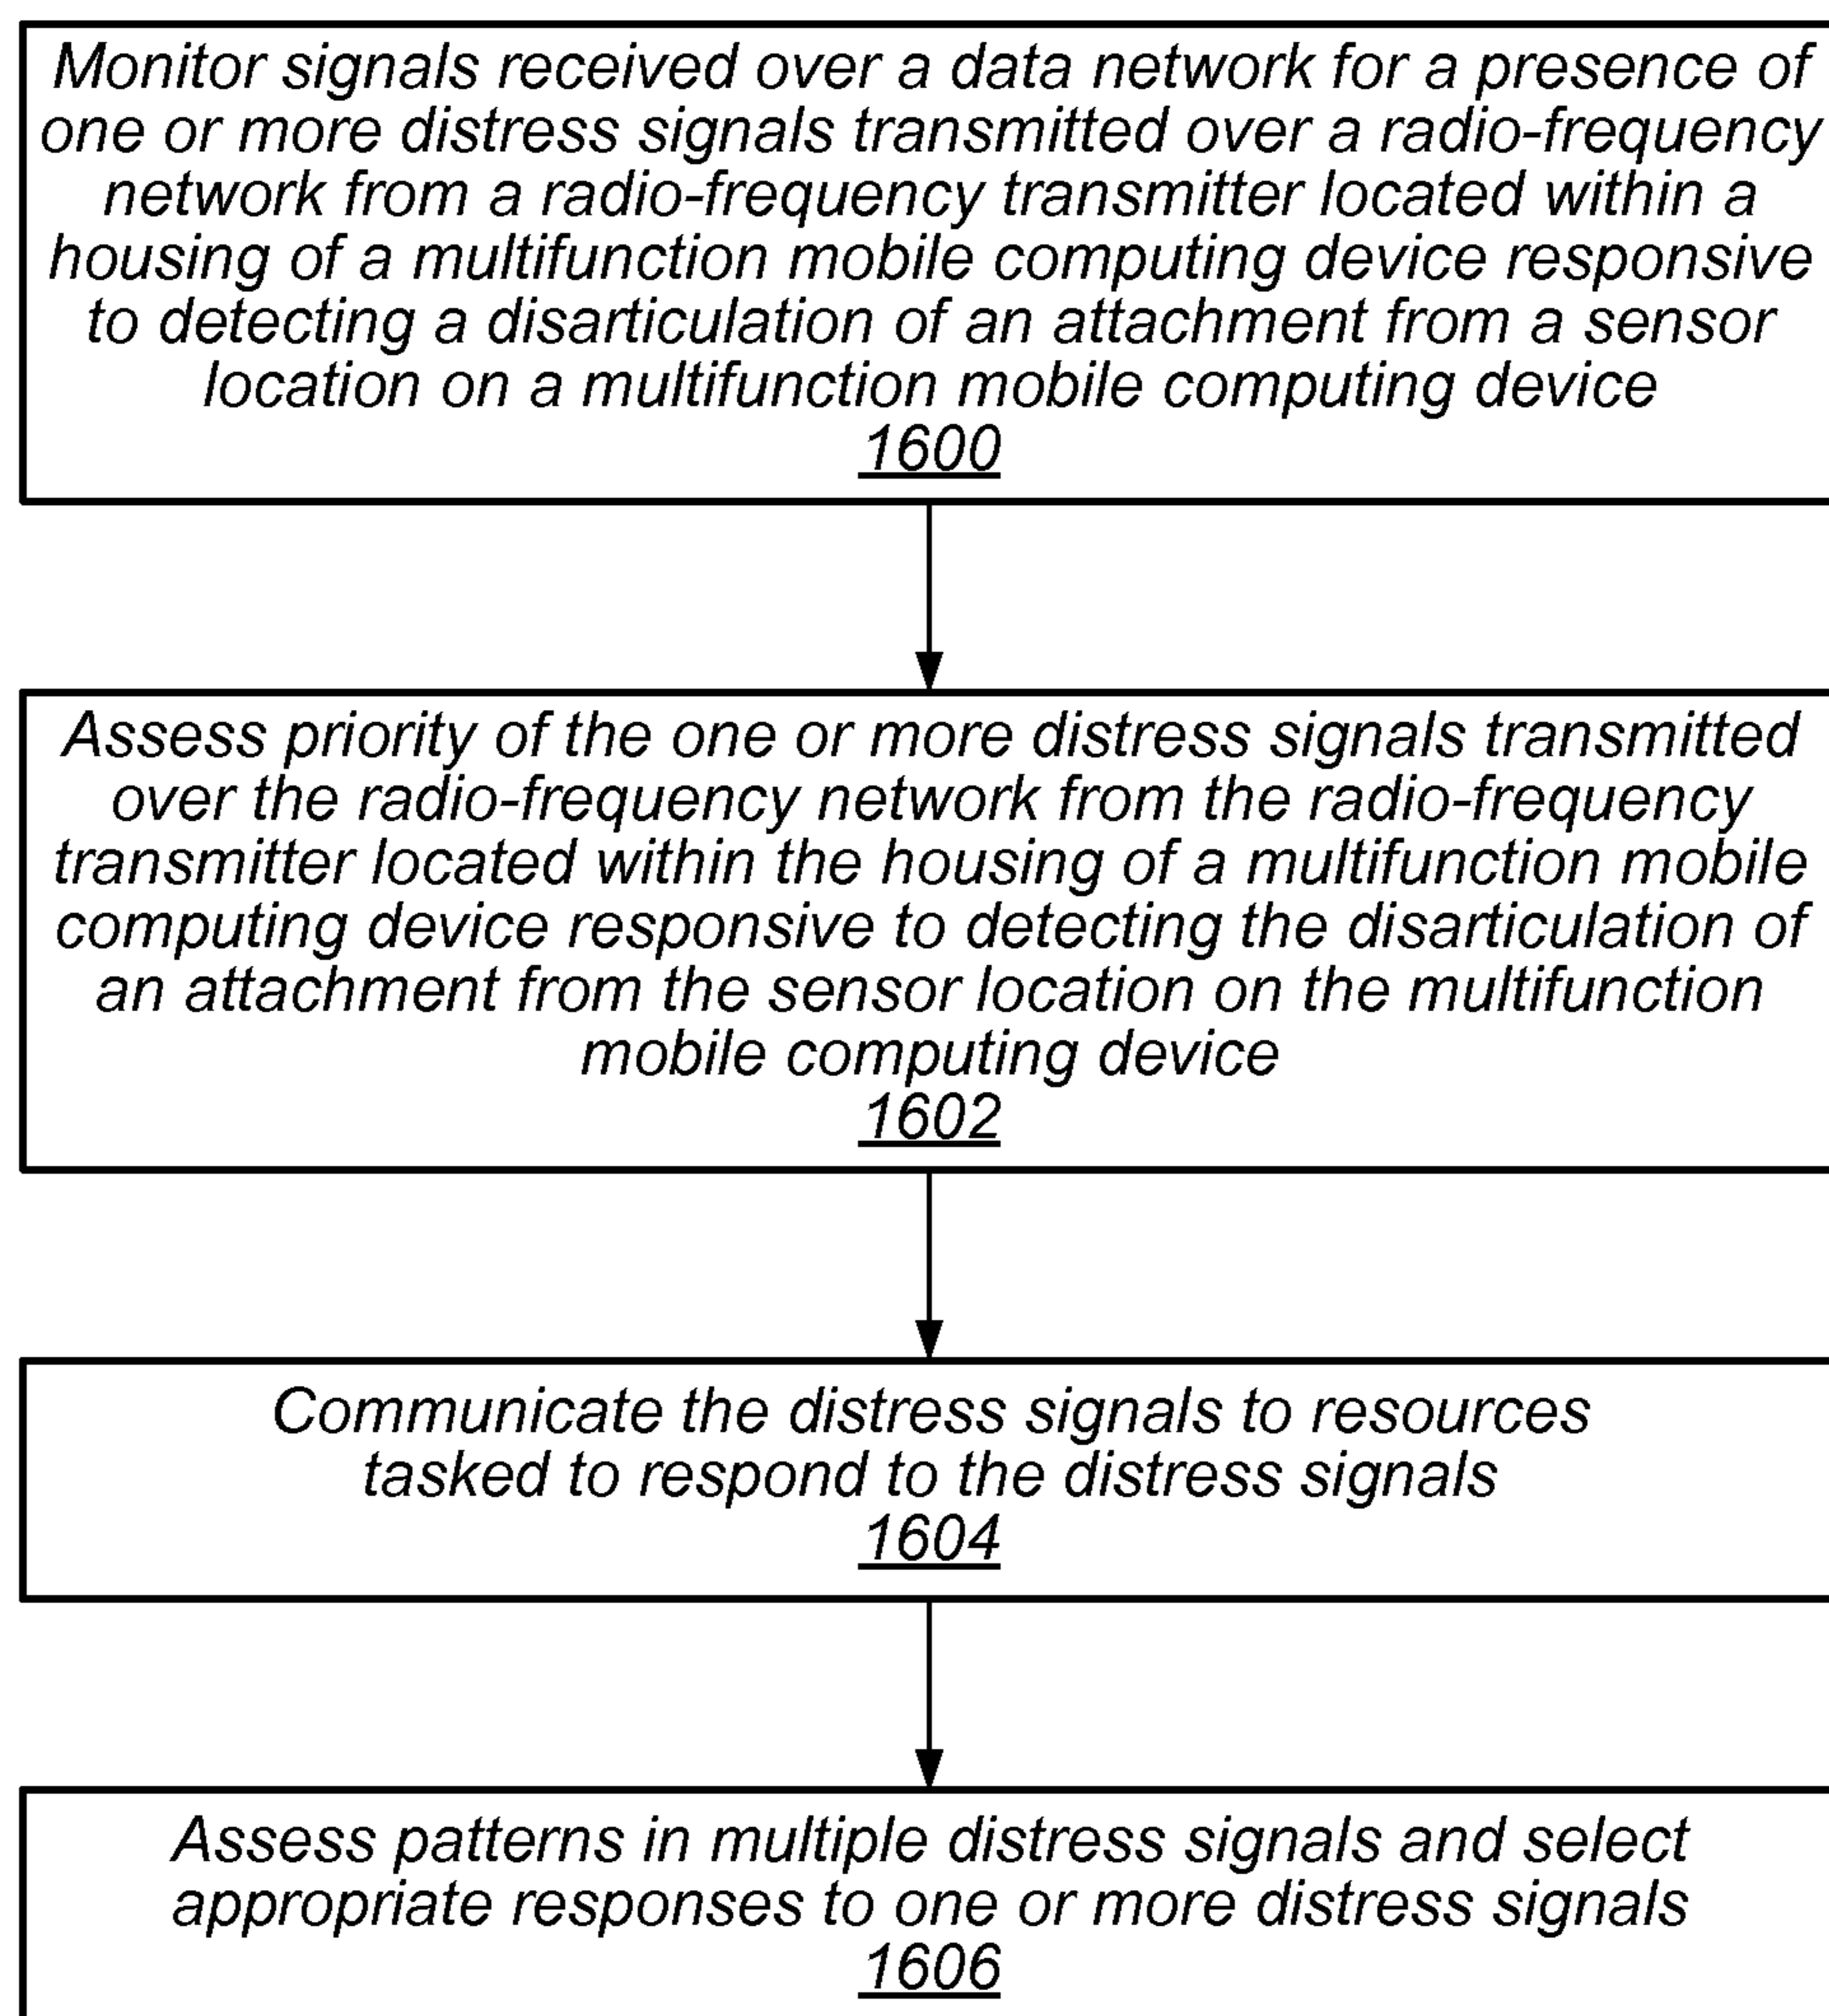 Monitor signals received over a data network for a presence of
one or more distress signals transmitted over a radio-frequency
network from a radio-frequency transmitter located within a
housing of a multifunction mobile computing device responsive
to detecting a disarticulation of an attachment from a sensor
location on a multifunction mobile computing device
1600
Assess priority of the one or more distress signals transmitted
over the radio-frequency network from the radio-frequency
transmitter located within the housing of a multifunction mobile
computing device responsive to detecting the disarticulation of
an attachment from the sensor location on the multifunction
mobile computing device
1602
Communicate the distress signals to resources
tasked to respond to the distress signals
1604
Assess patterns in multiple distress signals and select
appropriate responses to one or more distress signals
1606